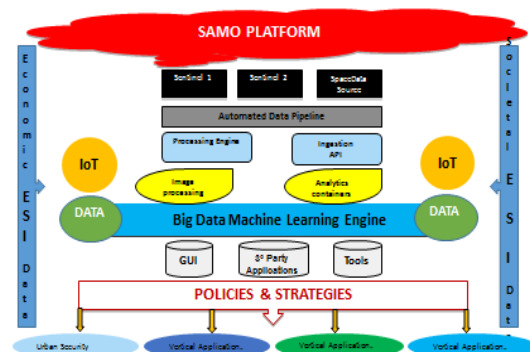 SAMO PLATFORM
Economic ESI Data
Societal ESI Data
Sentinel 1
Sentinel 2
SpaceData
Source
Automated Data Pipeline
Processing Engine
Ingestion
API
IoT
IoT
Image
processing
Analytics
containers
DATA
DATA
Big Data Machine Learning Engine
GUI
3º Party
Applications
Tools
POLICIES & STRATEGIES
Urban Security
Vertical Application..
Vertical Application..
Vertical Application..